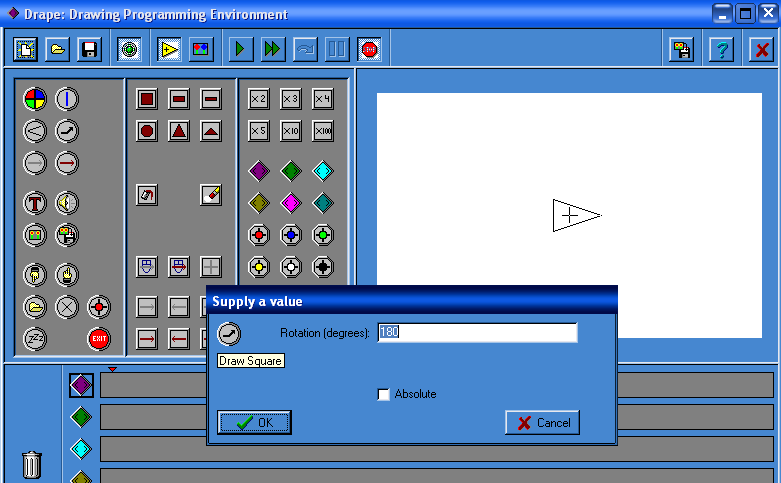 Drape: Drawing Programming Environment
×2 ×3 ×4
×5 ×10 ×100
T
zzz EXIT
Supply a value
Rotation (degrees): 180
Draw Square
Absolute
OK Cancel